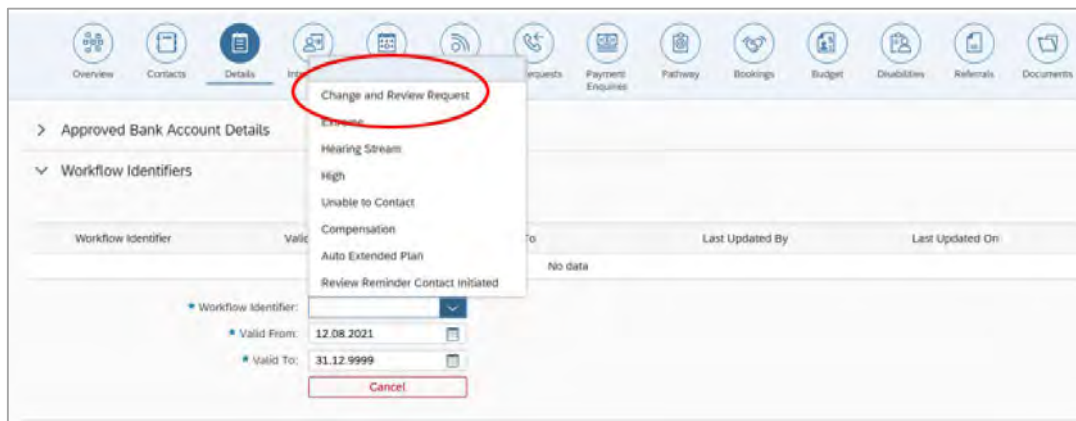 Overview Contacts Details Requests Payment Enquires Pathway Bookings Budget Disabilities Referrals Documents
Change and Review Request
Approved Bank Account Details
Extreme
Hearing Stream
Workflow Identifiers
High
Unable to Contact
Workflow Identifier Last Updated By Last Updated On
Compensation
Auto Extended Plan
No data
Review Reminder Contact Initiated
* Workflow Identifier:
* Valid From: 12.08.2021
* Valid To: 31.12.9999
Cancel